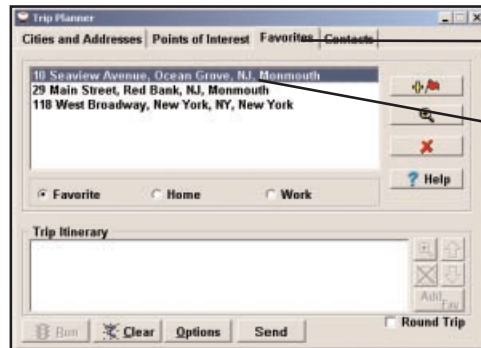 Trip Planner
Cities and Addresses Points of Interest Favorites Contacts
10 Seaview Avenue, Ocean Grove, NJ, Monmouth
29 Main Street, Red Bank, NJ, Monmouth
118 West Broadway, New York, NY, New York
? Help
Favorite Home Work
Trip Itinerary
Add Fav
Run Clear Options Send Round Trip